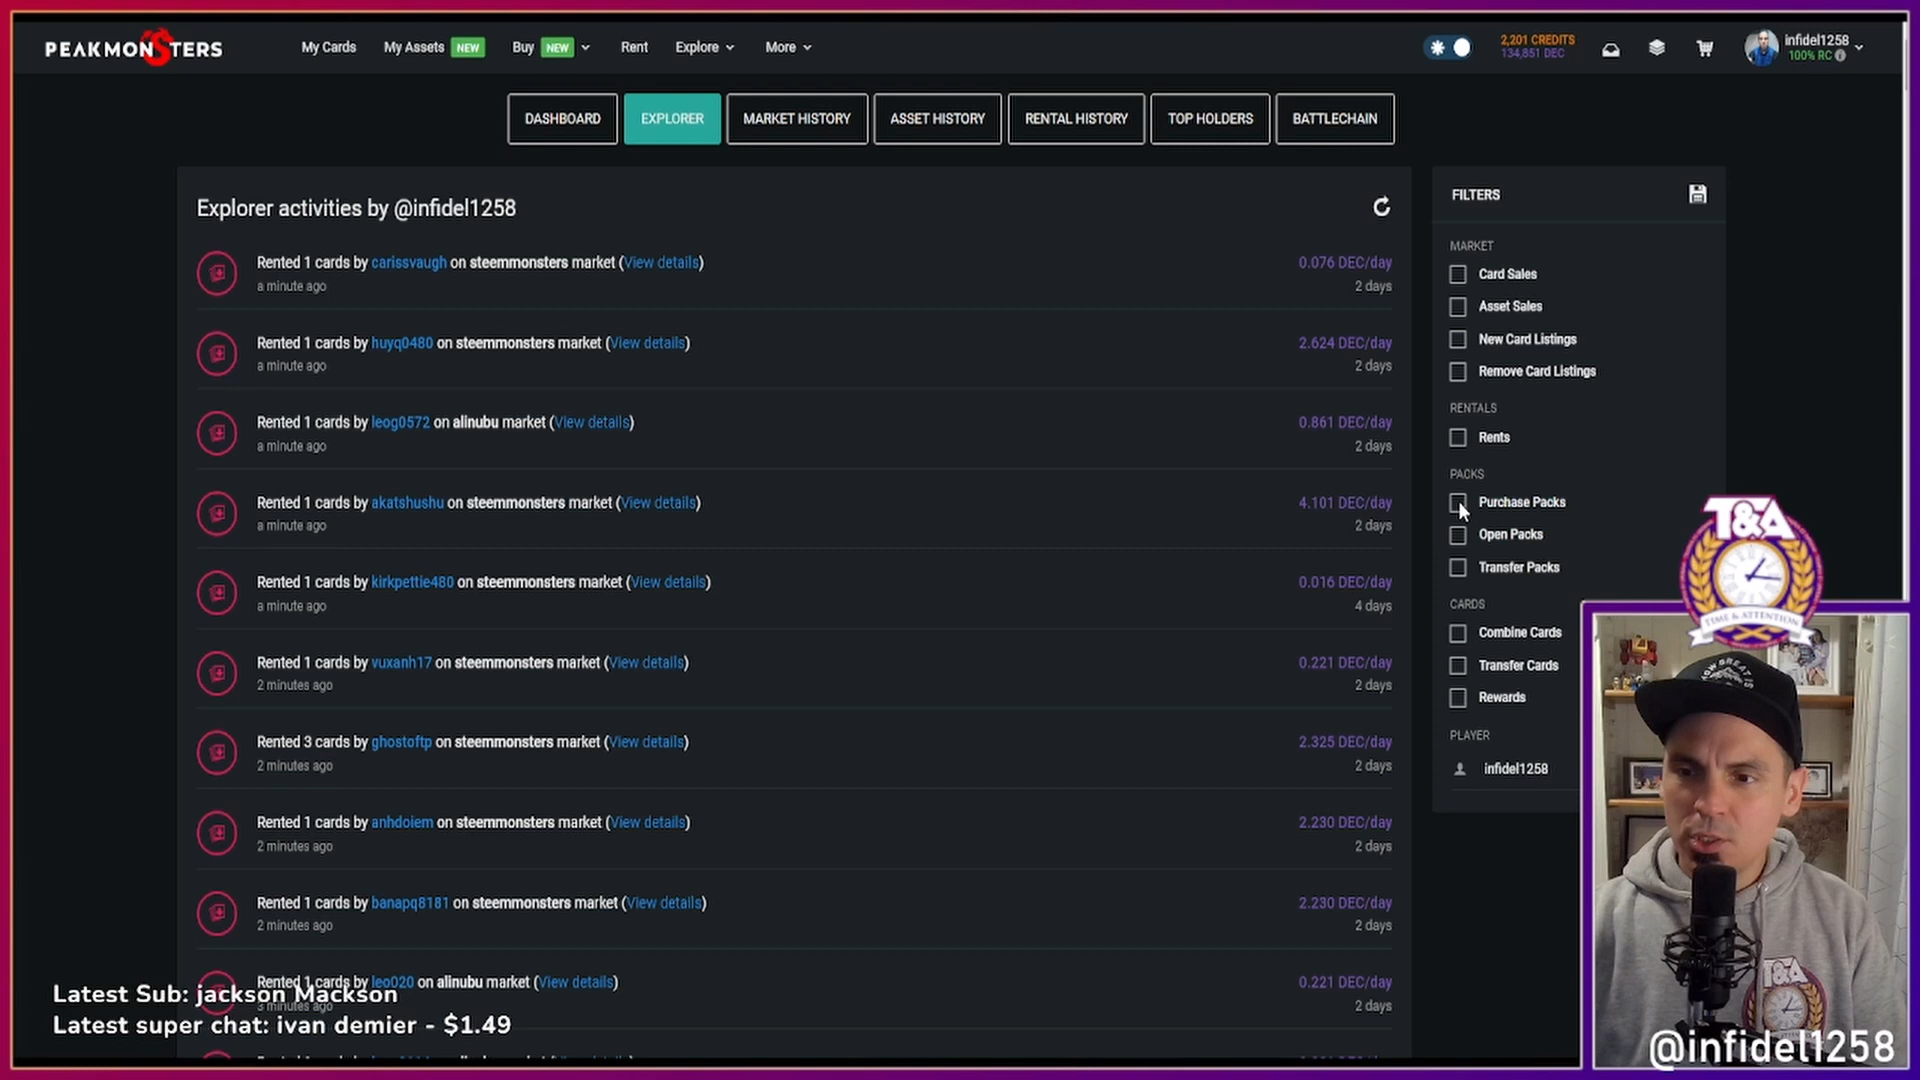 PEAKMONSTERS
My Cards
My Assets NEW
Buy NEW
Rent
Explore
More
2,201 CREDITS
134,851 DEC
infidel1258
100% RC
DASHBOARD
EXPLORER
MARKET HISTORY
ASSET HISTORY
RENTAL HISTORY
TOP HOLDERS
BATTLECHAIN
Explorer activities by @infidel1258
Rented 1 cards by carissvaugh on steemmonsters market (View details)
0.076 DEC/day
a minute ago
2 days
Rented 1 cards by huyq0480 on steemmonsters market (View details)
2.624 DEC/day
a minute ago
2 days
Rented 1 cards by leog0572 on alinubu market (View details)
0.861 DEC/day
a minute ago
2 days
Rented 1 cards by akatshushu on steemmonsters market (View details)
4.101 DEC/day
a minute ago
2 days
Rented 1 cards by kirkpettie480 on steemmonsters market (View details)
0.016 DEC/day
a minute ago
4 days
Rented 1 cards by vuxanh17 on steemmonsters market (View details)
0.221 DEC/day
2 minutes ago
2 days
Rented 3 cards by ghostoftp on steemmonsters market (View details)
2.325 DEC/day
2 minutes ago
2 days
Rented 1 cards by anhdoiem on steemmonsters market (View details)
2.230 DEC/day
2 minutes ago
2 days
Rented 1 cards by banapq8181 on steemmonsters market (View details)
2.230 DEC/day
2 minutes ago
2 days
Rented 1 cards by leo020 on alinubu market (View details)
0.221 DEC/day
minutes ago
2 days
FILTERS
MARKET
Card Sales
Asset Sales
New Card Listings
Remove Card Listings
RENTALS
Rents
PACKS
Purchase Packs
Open Packs
Transfer Packs
CARDS
Combine Cards
Transfer Cards
Rewards
PLAYER
infidel1258
T&A
TIME & ATTENTION
T&A
Latest Sub: jackson Mackson
Latest super chat: ivan demier - $1.49
@infidel1258